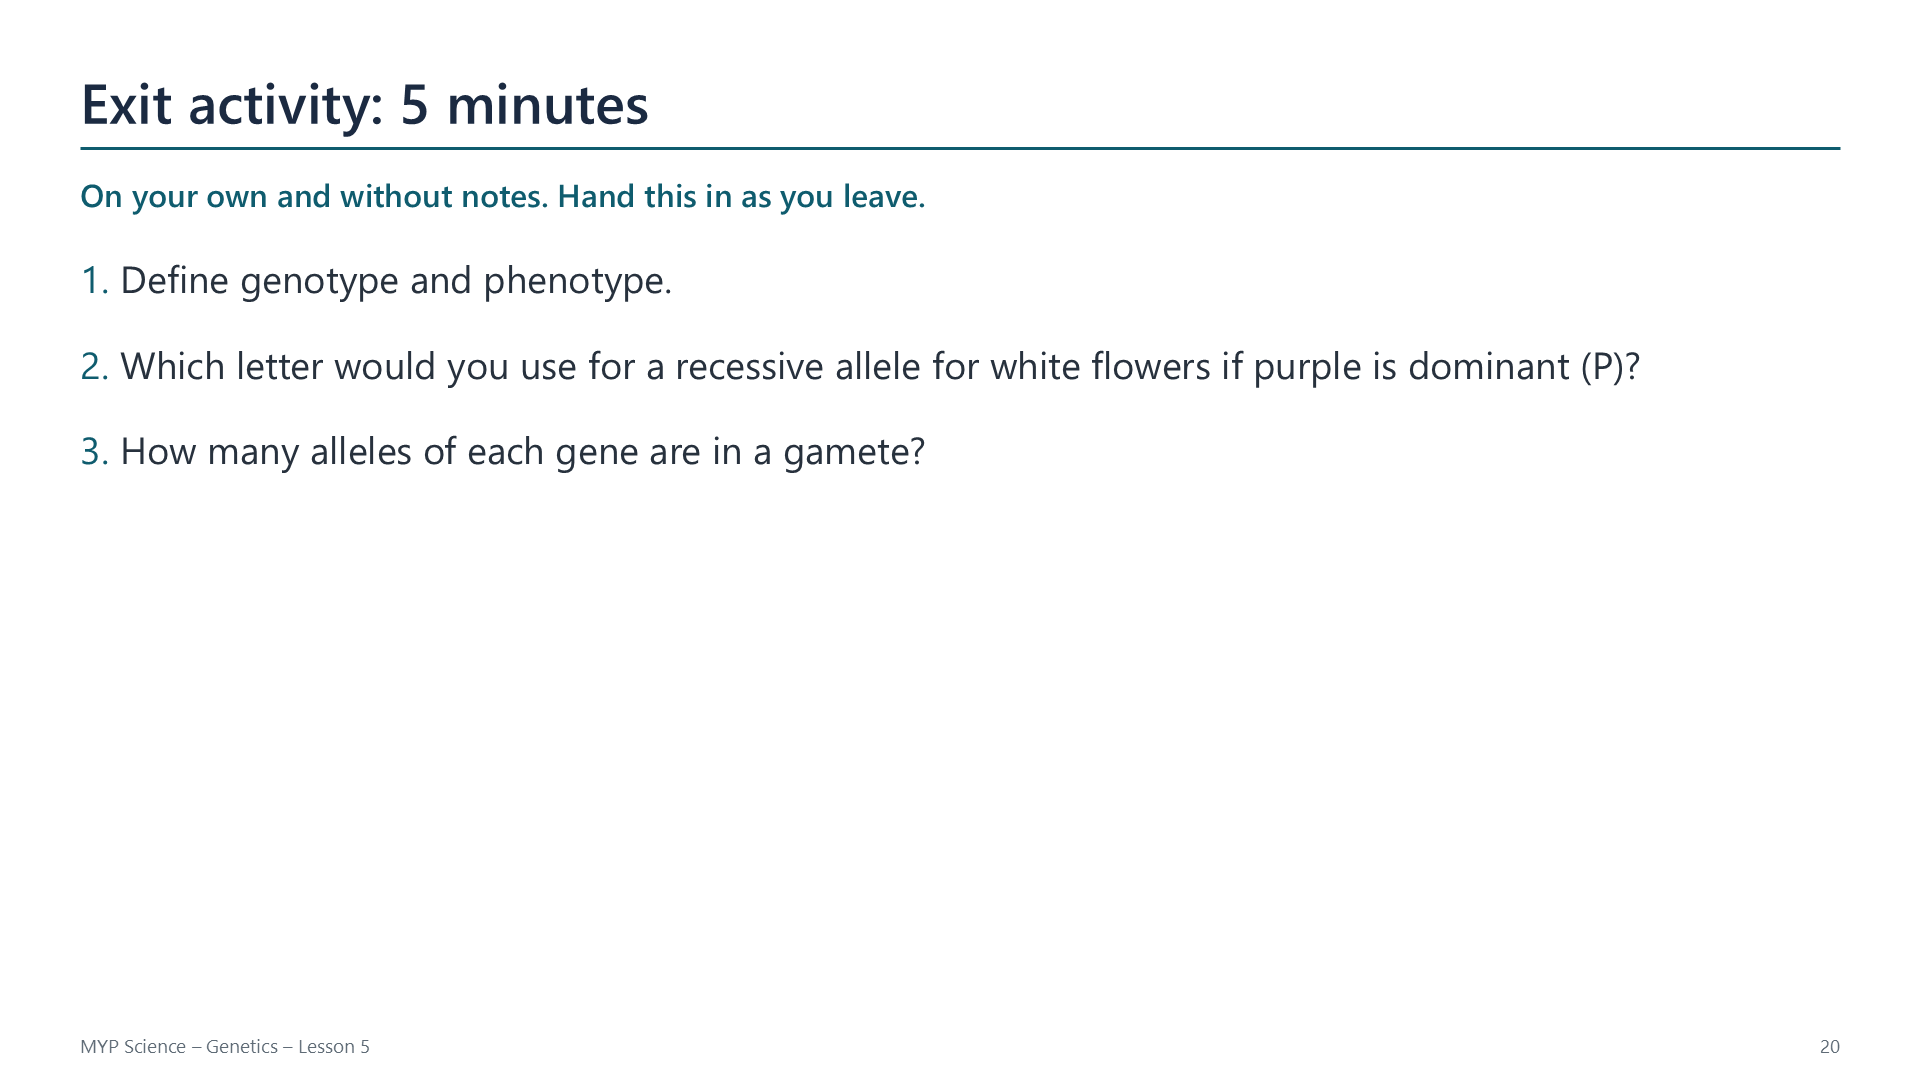 Exit activity: 5 minutes
On your own and without notes. Hand this in as you leave.
1. Define genotype and phenotype.
2. Which letter would you use for a recessive allele for white flowers if purple is dominant (P)?
3. How many alleles of each gene are in a gamete?
MYP Science – Genetics – Lesson 5
20